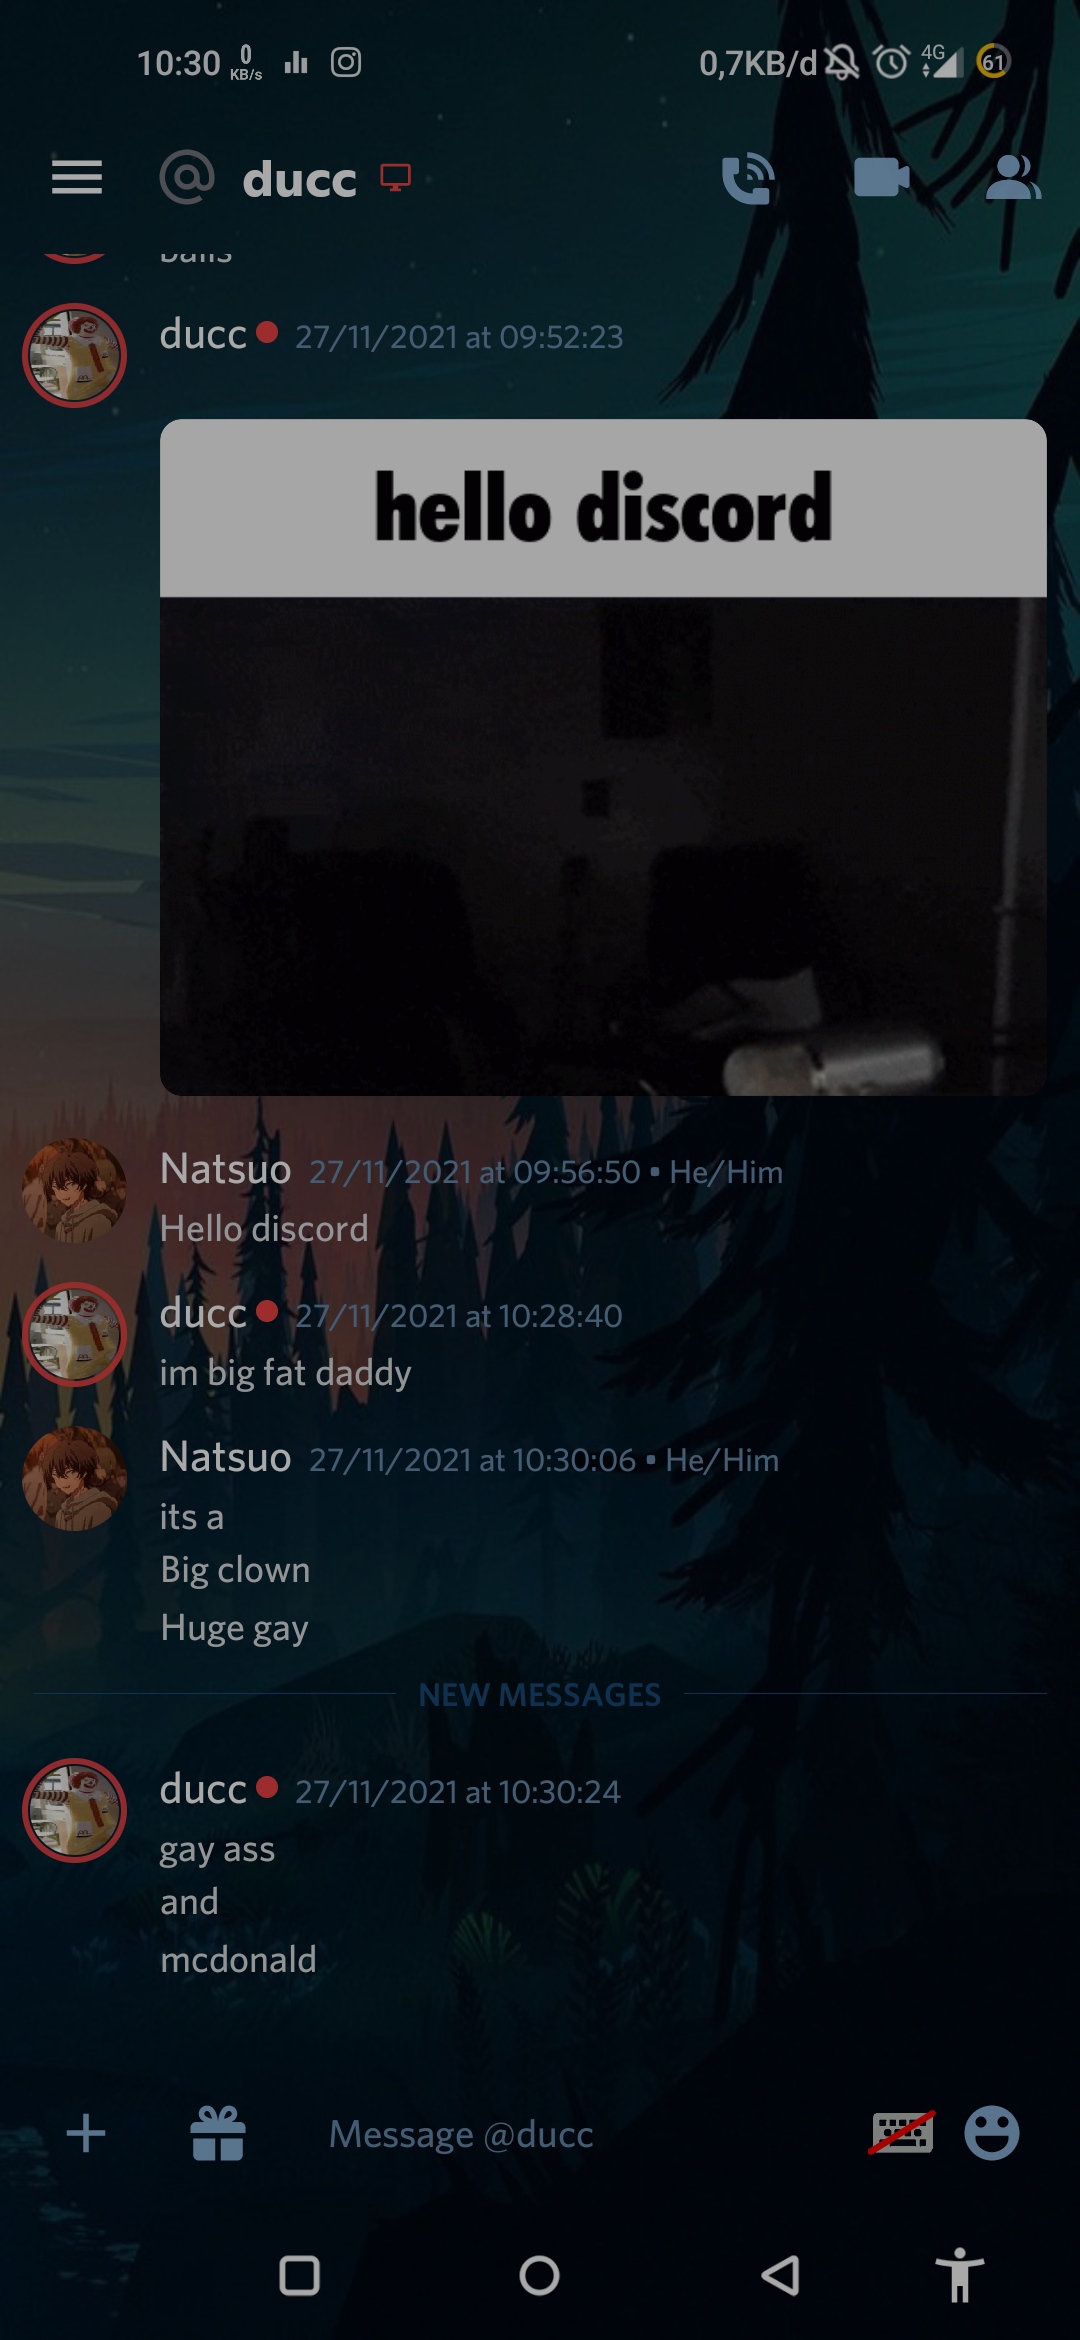 10:30 0 KB/s 0,7KB/d 4G 61
ducc
Balls
ducc 27/11/2021 at 09:52:23
hello discord
Natsuo 27/11/2021 at 09:56:50 • He/Him
Hello discord
ducc 27/11/2021 at 10:28:40
im big fat daddy
Natsuo 27/11/2021 at 10:30:06 • He/Him
its a
Big clown
Huge gay
NEW MESSAGES
ducc 27/11/2021 at 10:30:24
gay ass
and
mcdonald
Message @ducc